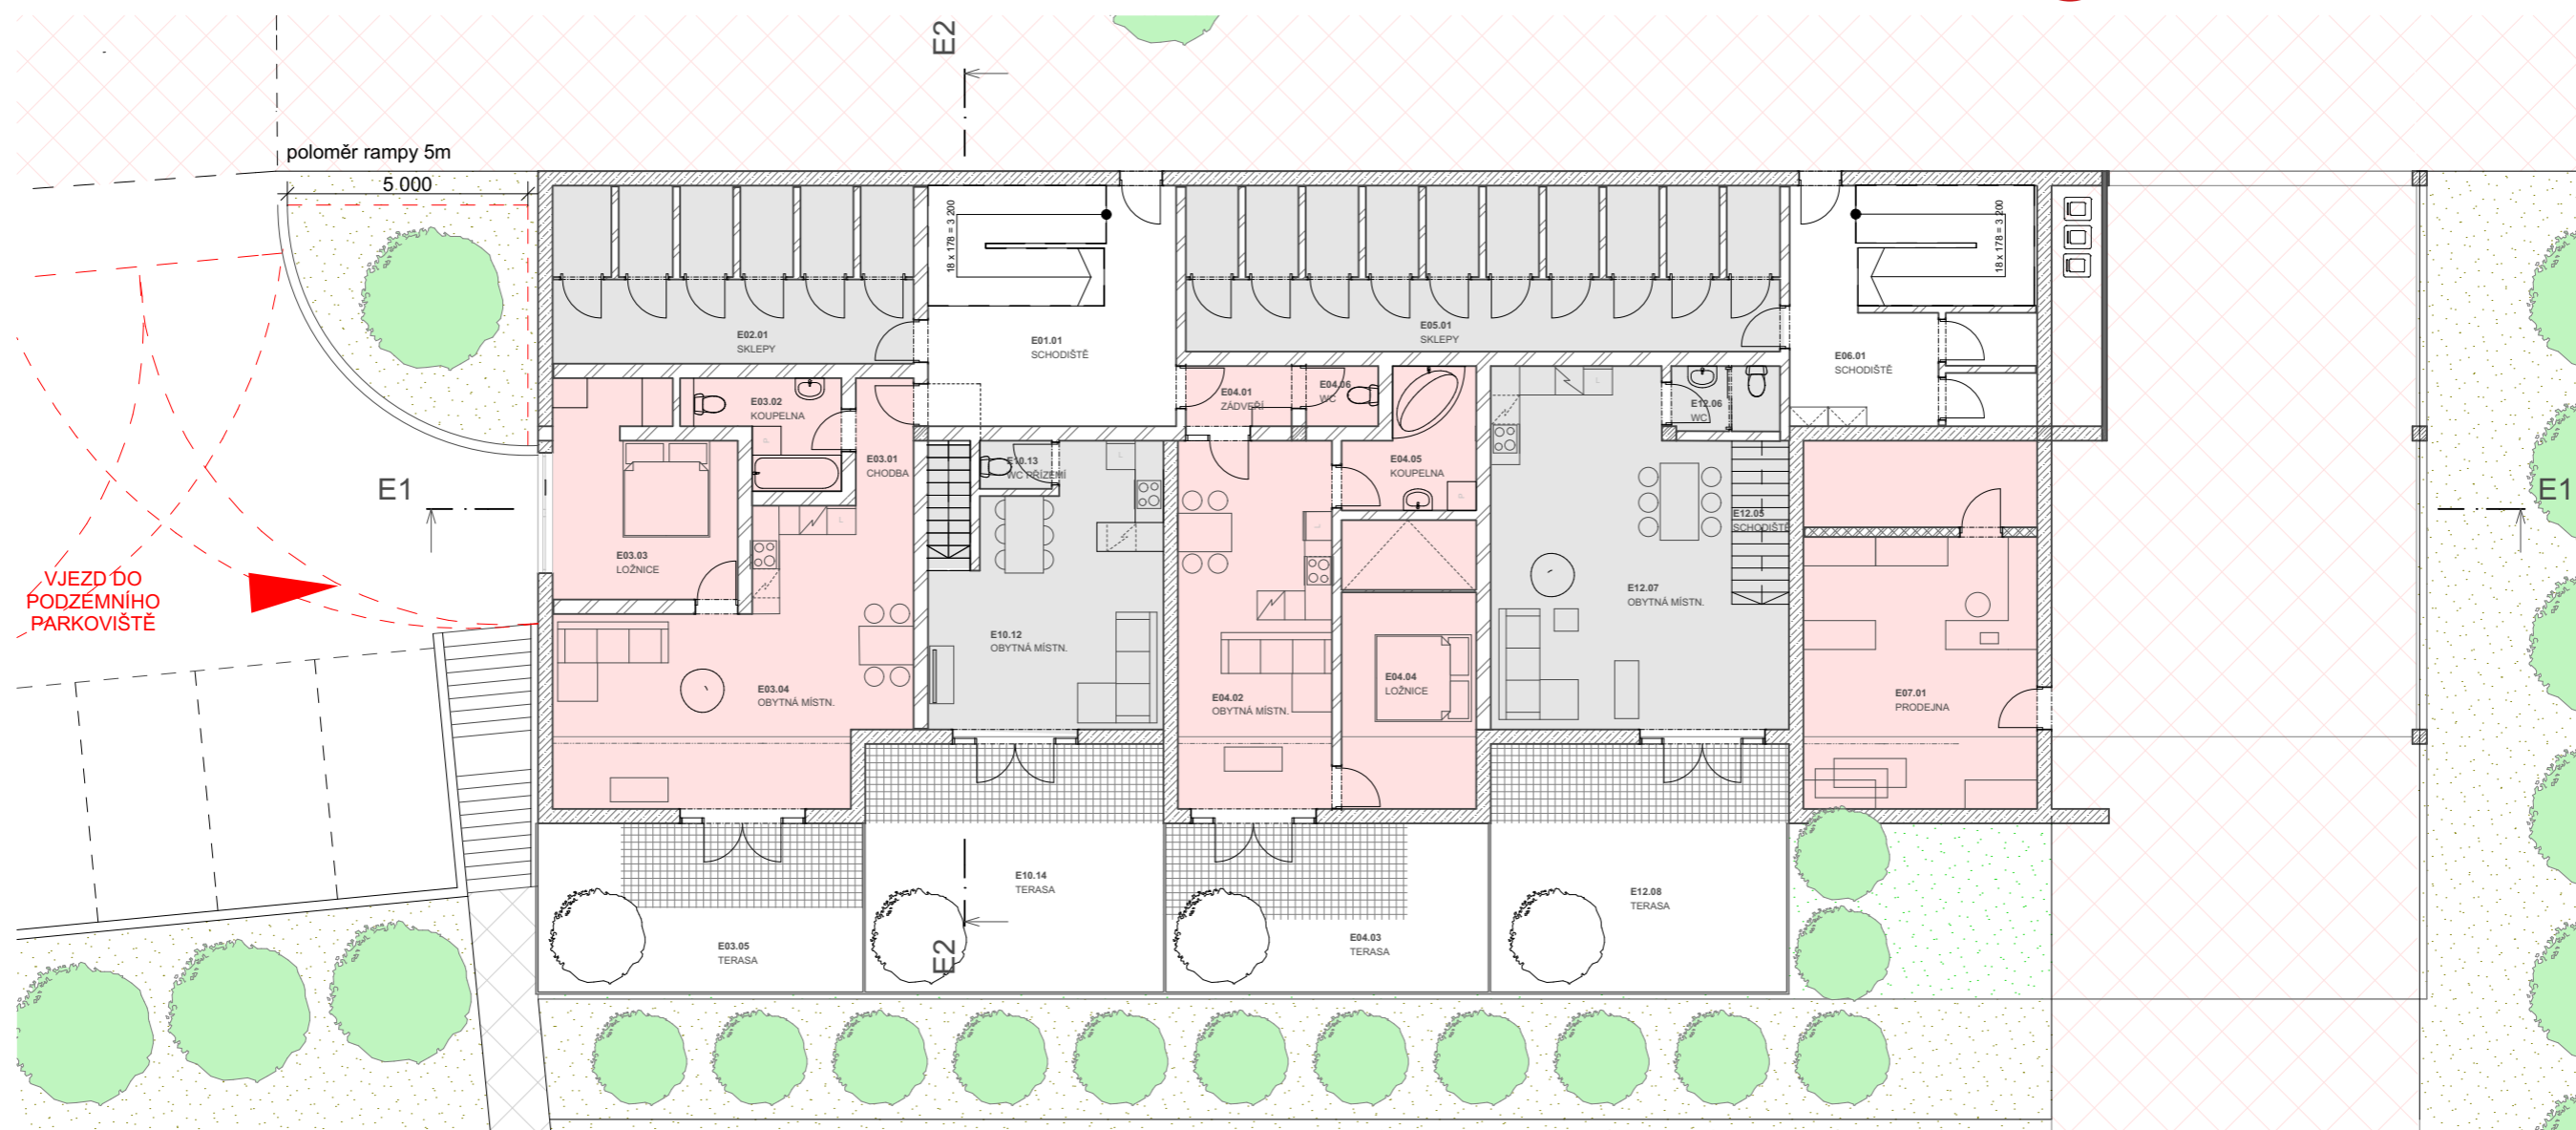 E2
poloměr rampy 5m
5 000
18 x 178 = 3 200
18 x 178 = 3 200
E02.01
SKLEPY
E01.01
SCHODIŠTĚ
E05.01
SKLEPY
E06.01
SCHODIŠTĚ
E03.02
KOUPELNA
E04.01
ZÁDVEŘÍ
E04.06
WC
E12.06
WC
E03.01
CHODBA
E10.13
WC PŘÍZEMÍ
E04.05
KOUPELNA
E1
E1
E12.05
SCHODIŠTĚ
E03.03
LOŽNICE
VJEZD DO
PODZEMNÍHO
PARKOVIŠTĚ
E12.07
OBYTNÁ MÍSTN.
E10.12
OBYTNÁ MÍSTN.
E03.04
OBYTNÁ MÍSTN.
E04.02
OBYTNÁ MÍSTN.
E04.04
LOŽNICE
E07.01
PRODEJNA
E10.14
TERASA
E12.08
TERASA
E03.05
TERASA
E2
E04.03
TERASA